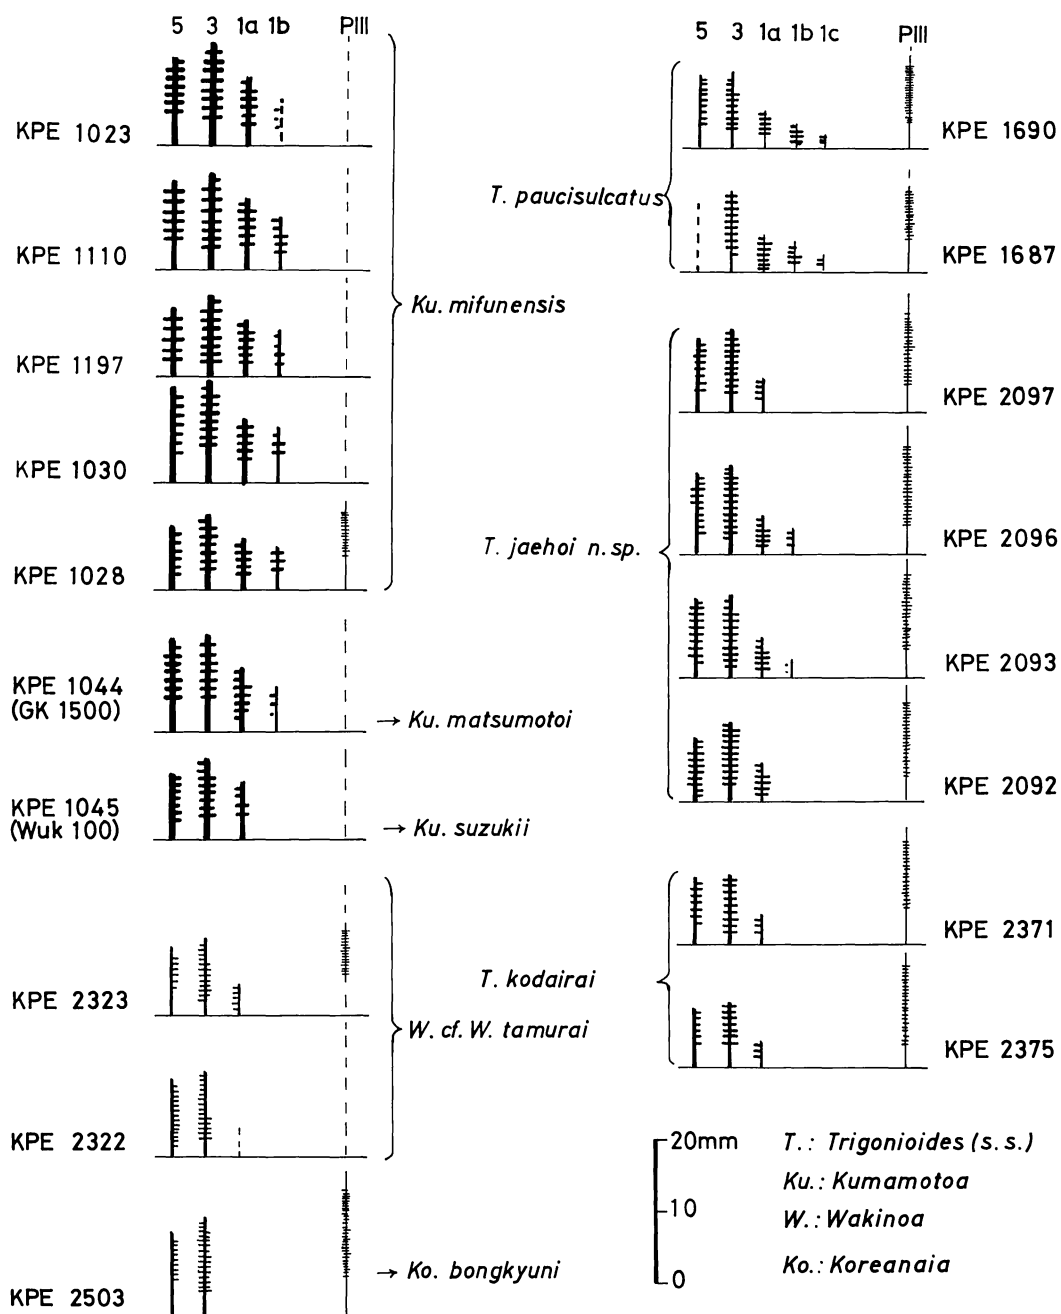 5 3 1a 1b PIII
KPE 1023
KPE 1110
KPE 1197
KPE 1030
KPE 1028
Ku. mifunensis
KPE 1044
(GK 1500)
→ Ku. matsumotoi
KPE 1045
(Wuk 100)
→ Ku. suzukii
KPE 2323
KPE 2322
W. cf. W. tamurai
KPE 2503
→ Ko. bongkyuni
5 3 1a 1b 1c PIII
T. paucisulcatus
KPE 1690
KPE 1687
T. jaehoi n. sp.
KPE 2097
KPE 2096
KPE 2093
KPE 2092
T. kodairai
KPE 2371
KPE 2375
20mm
10
0
T.: Trigonioides (s. s.)
Ku.: Kumamotoa
W.: Wakinoa
Ko.: Koreanaia